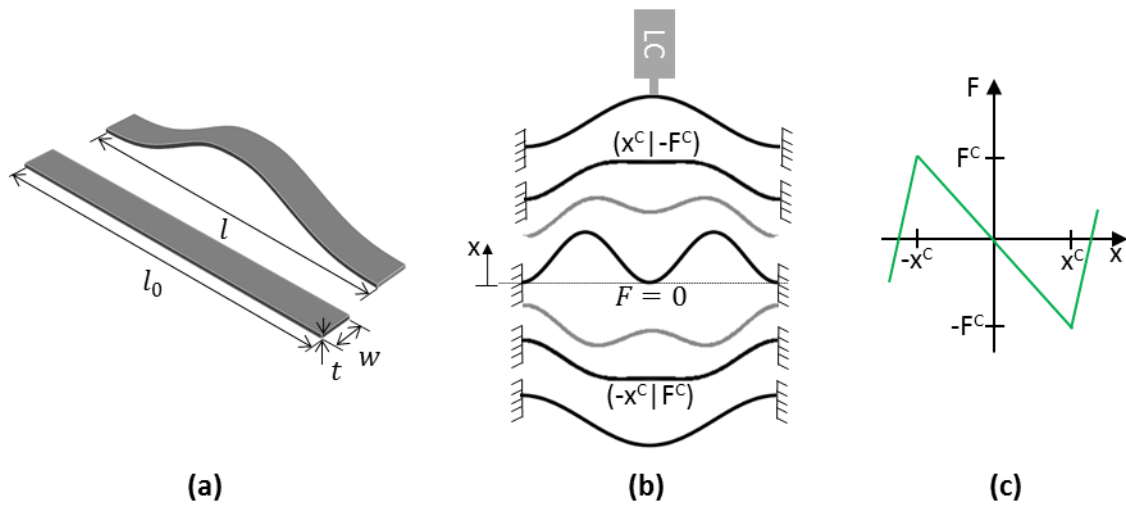 l
l₀
t
w
(a)
LC
(xᶜ|-Fᶜ)
x
F = 0
(-xᶜ|Fᶜ)
(b)
F
Fᶜ
-xᶜ
xᶜ
x
-Fᶜ
(c)